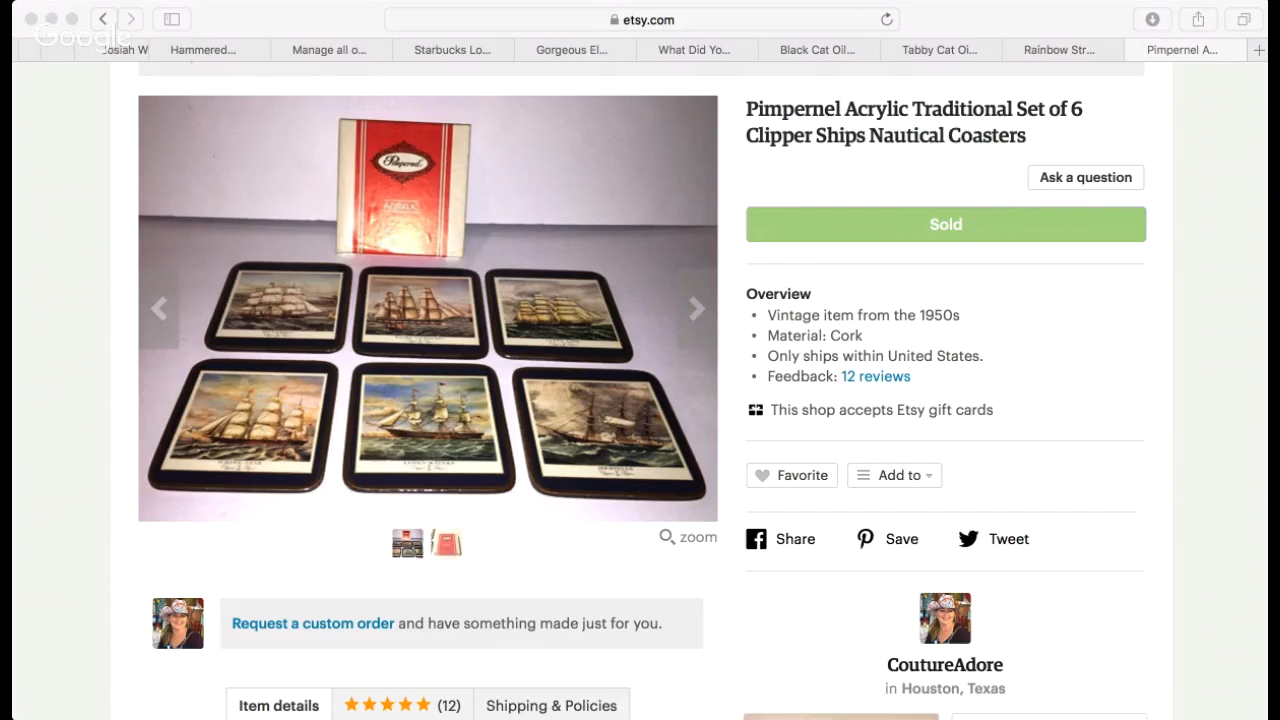 etsy.com
Google
osiah W
Hammered...
Manage all o...
Starbucks Lo...
Gorgeous El...
What Did Yo...
Black Cat Oil...
Tabby Cat Oi...
Rainbow Str...
Pimpernel A...
Pimpernel Acrylic Traditional Set of 6
Clipper Ships Nautical Coasters
Ask a question
Sold
Pimpernel
ACRYLIC
Overview
• Vintage item from the 1950s
• Material: Cork
• Only ships within United States.
• Feedback: 12 reviews
This shop accepts Etsy gift cards
Favorite
Add to
Share
Save
Tweet
zoom
Request a custom order and have something made just for you.
CoutureAdore
in Houston, Texas
Item details
(12)
Shipping & Policies